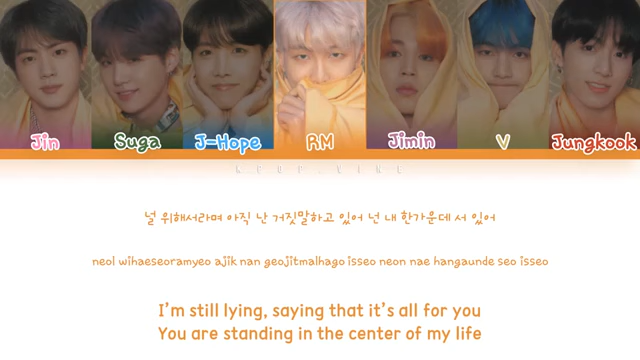 Jin Suga J-Hope RM Jimin V Jungkook
널 위해서라며 아직 난 거짓말하고 있어 넌 내 한가운데 서 있어
neol wihaeseoramyeo ajik nan geojitmalhago isseo neon nae hangaunde seo isseo
I'm still lying, saying that it's all for you
You are standing in the center of my life